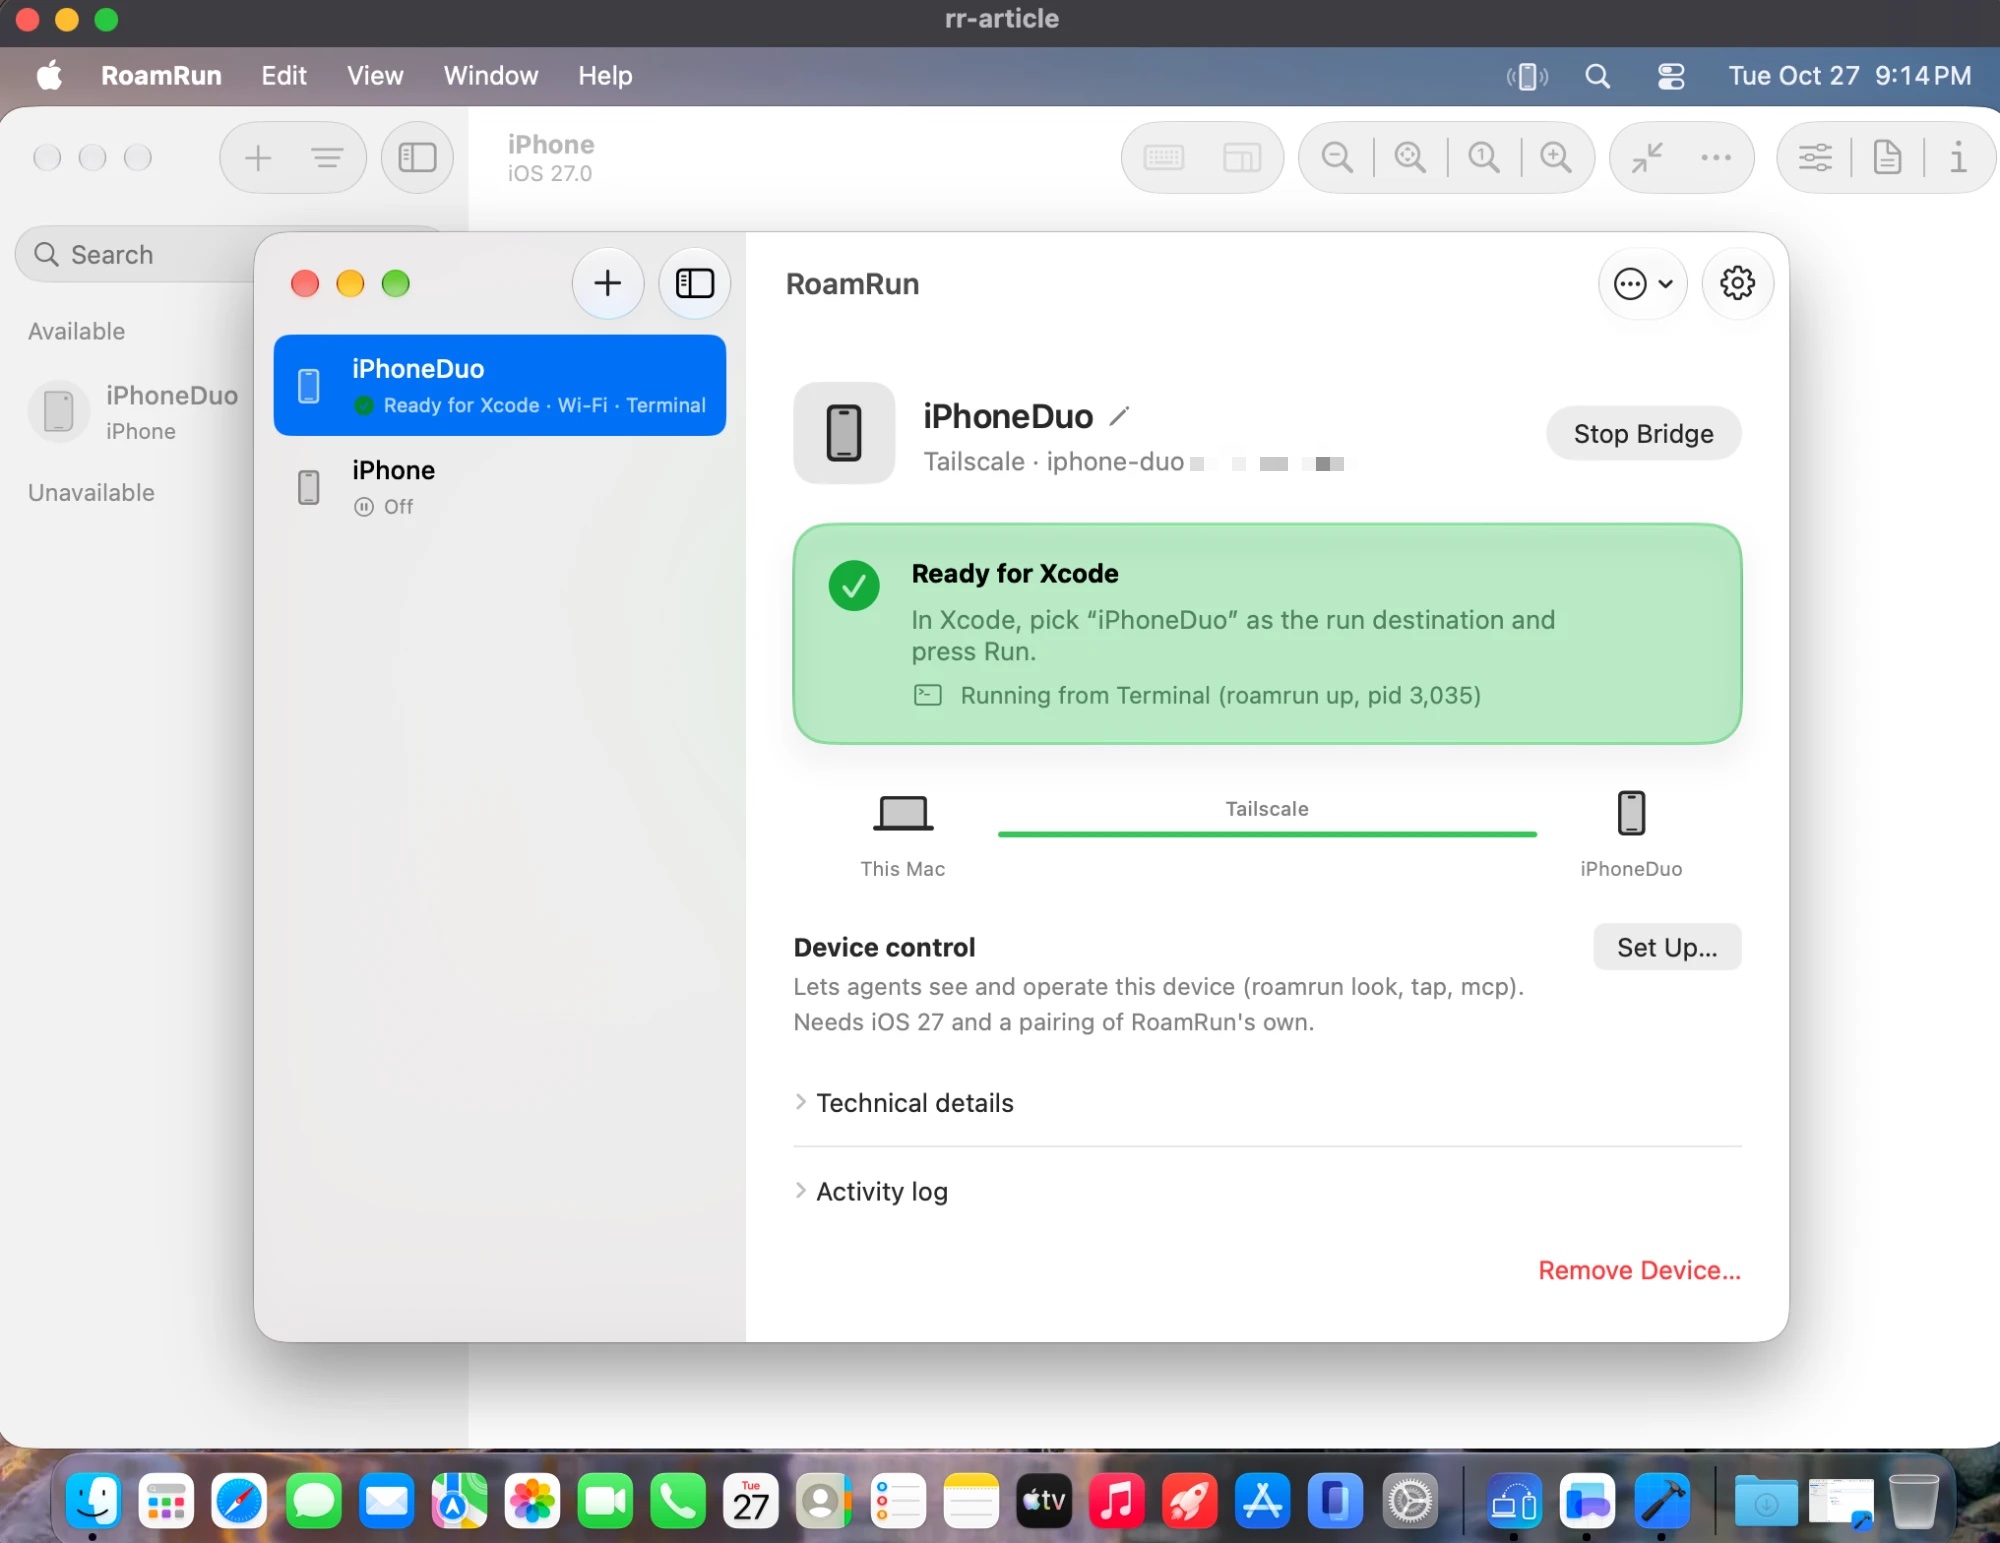 rr-article
RoamRun Edit View Window Help Tue Oct 27 9:14 PM
iPhone
iOS 27.0
1
i
Search
Available
iPhoneDuo
iPhone
Unavailable
iPhoneDuo
Ready for Xcode · Wi-Fi · Terminal
iPhone
Off
RoamRun
iPhoneDuo
Tailscale · iphone-duo
Stop Bridge
Ready for Xcode
In Xcode, pick “iPhoneDuo” as the run destination and
press Run.
Running from Terminal (roamrun up, pid 3,035)
Tailscale
This Mac
iPhoneDuo
Device control
Set Up...
Lets agents see and operate this device (roamrun look, tap, mcp).
Needs iOS 27 and a pairing of RoamRun's own.
Technical details
Activity log
Remove Device...
Tue
27
tv